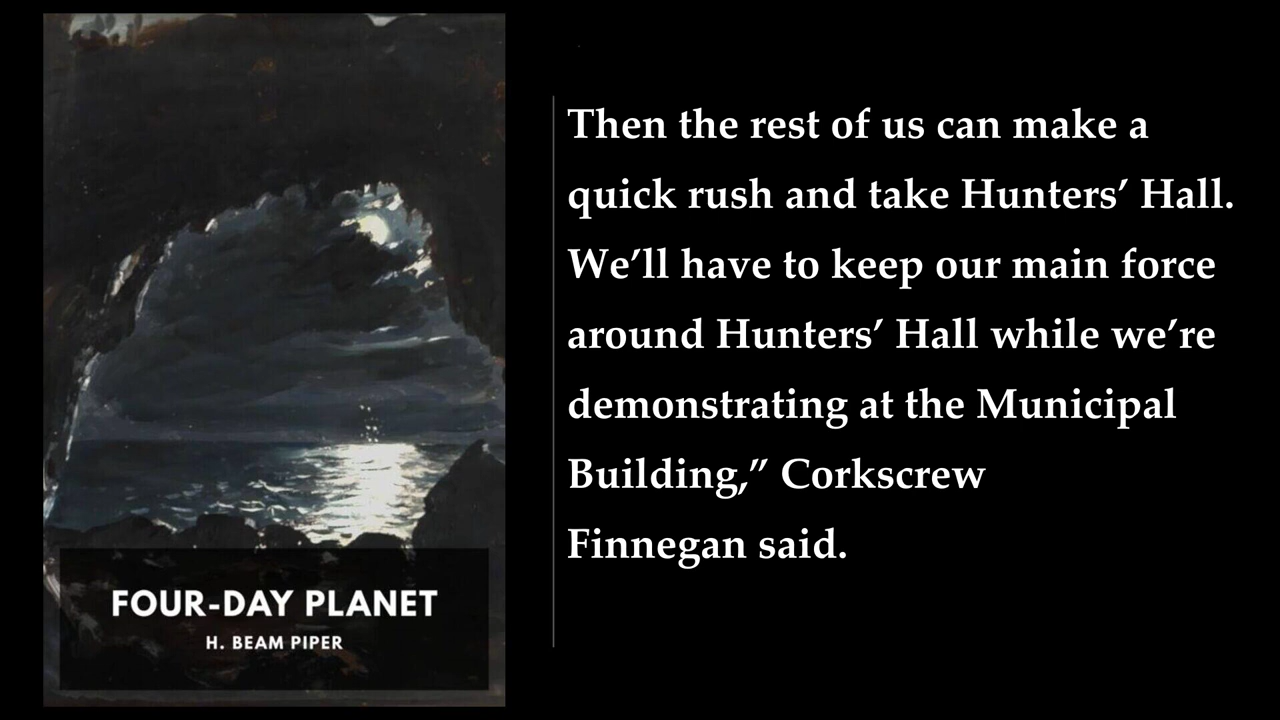 FOUR-DAY PLANET
H. BEAM PIPER
Then the rest of us can make a
quick rush and take Hunters’ Hall.
We’ll have to keep our main force
around Hunters’ Hall while we’re
demonstrating at the Municipal
Building,” Corkscrew
Finnegan said.